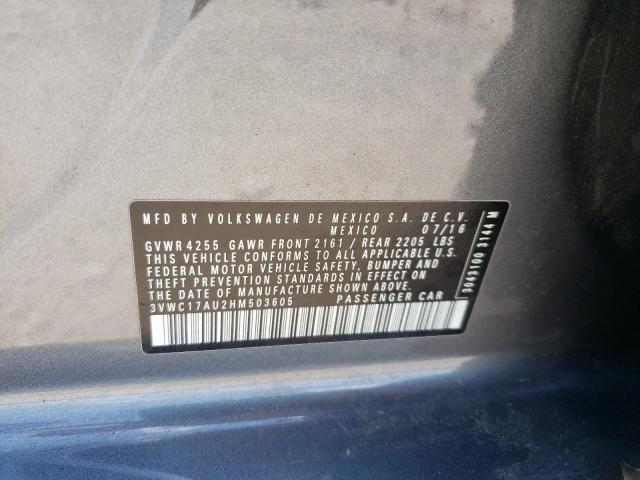 MFD BY VOLKSWAGEN DE MEXICO S.A. DE C.V.
MEXICO 07/16
GVWR 4255 GAWR FRONT 2161 / REAR 2205 LBS
THIS VEHICLE CONFORMS TO ALL APPLICABLE U.S.
FEDERAL MOTOR VEHICLE SAFETY, BUMPER AND
THEFT PREVENTION STANDARDS IN EFFECT ON
THE DATE OF MANUFACTURE SHOWN ABOVE.
3VWC17AU2HM503605 PASSENGER CAR
3043100 3144 M